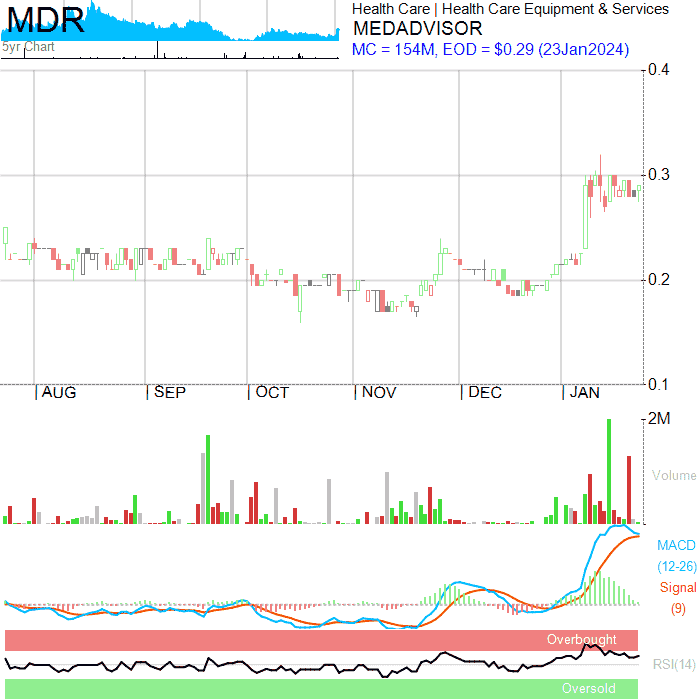 MDR
5yr Chart
Health Care | Health Care Equipment & Services
MEDADVISOR
MC = 154M, EOD = $0.29 (23Jan2024)
0.4
0.3
0.2
0.1
| AUG | SEP | OCT | NOV | DEC | JAN
2M
Volume
MACD
(12-26)
Signal
(9)
Overbought
RSI(14)
Oversold